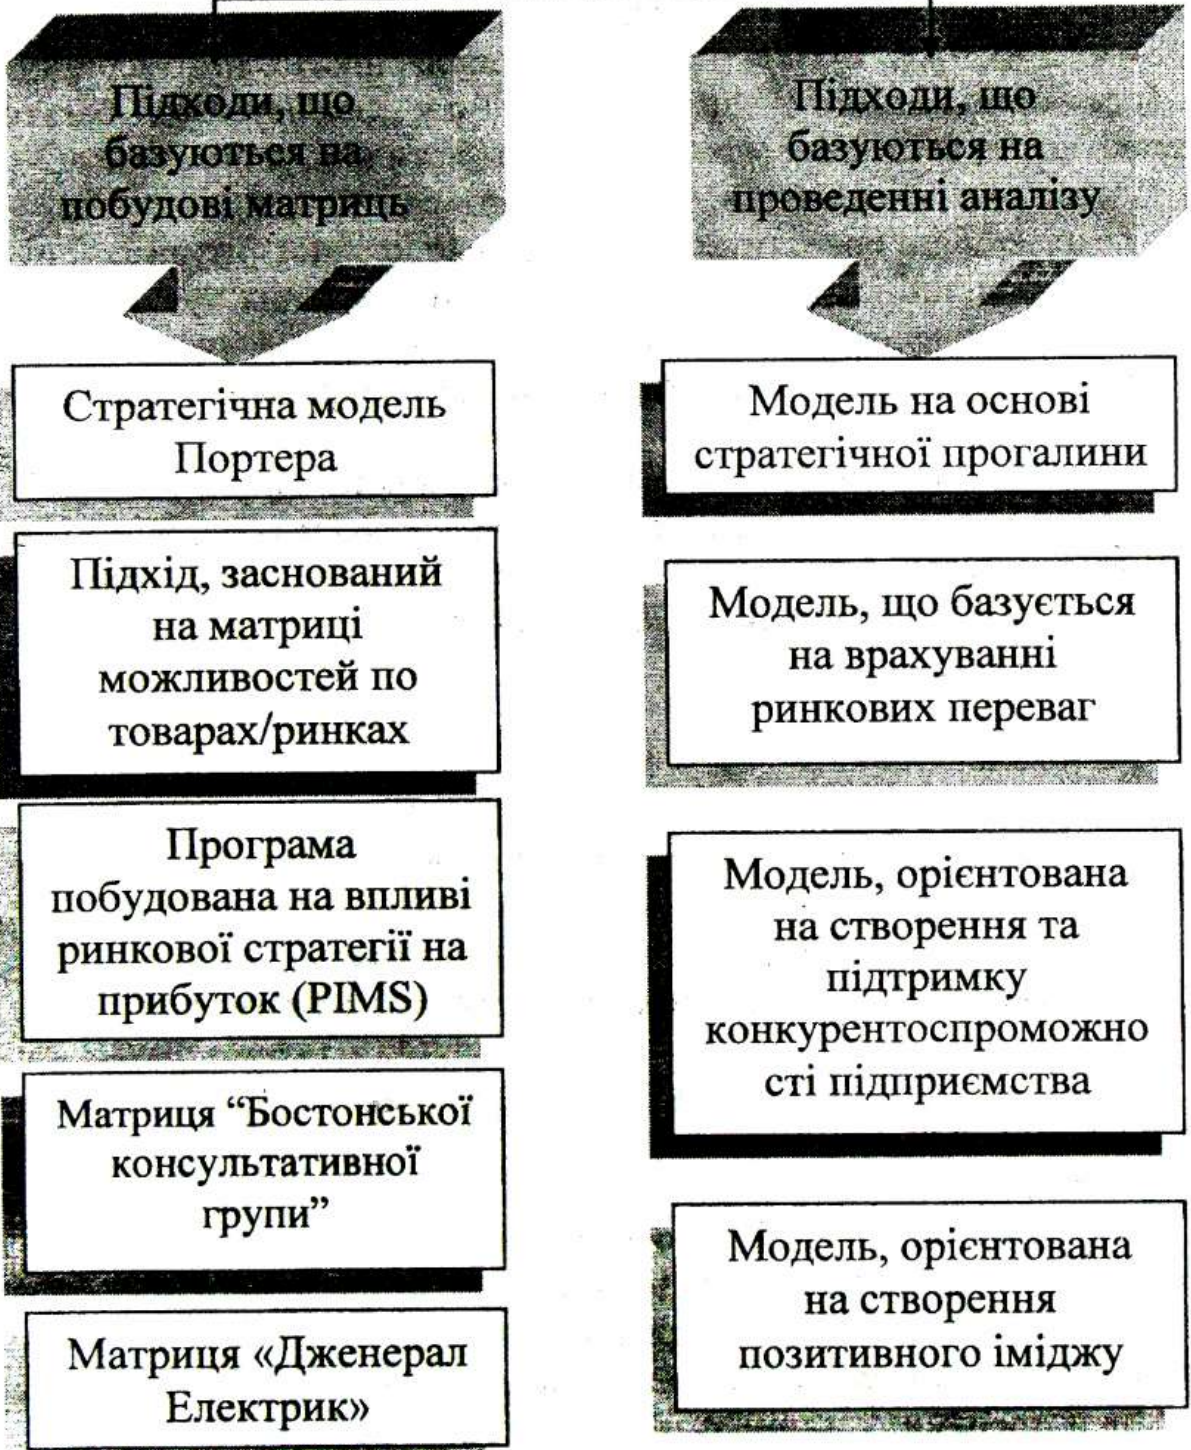 Підходи, що
базуються на
побудові матриць
Стратегічна модель
Портера
Підхід, заснований
на матриці
можливостей по
товарах/ринках
Програма
побудована на впливі
ринкової стратегії на
прибуток (PIMS)
Матриця “Бостонської
консультативної
групи”
Матриця «Дженерал
Електрик»
Підходи, що
базуються на
проведенні аналізу
Модель на основі
стратегічної прогалини
Модель, що базується
на врахуванні
ринкових переваг
Модель, орієнтована
на створення та
підтримку
конкурентоспроможно
сті підприємства
Модель, орієнтована
на створення
позитивного іміджу